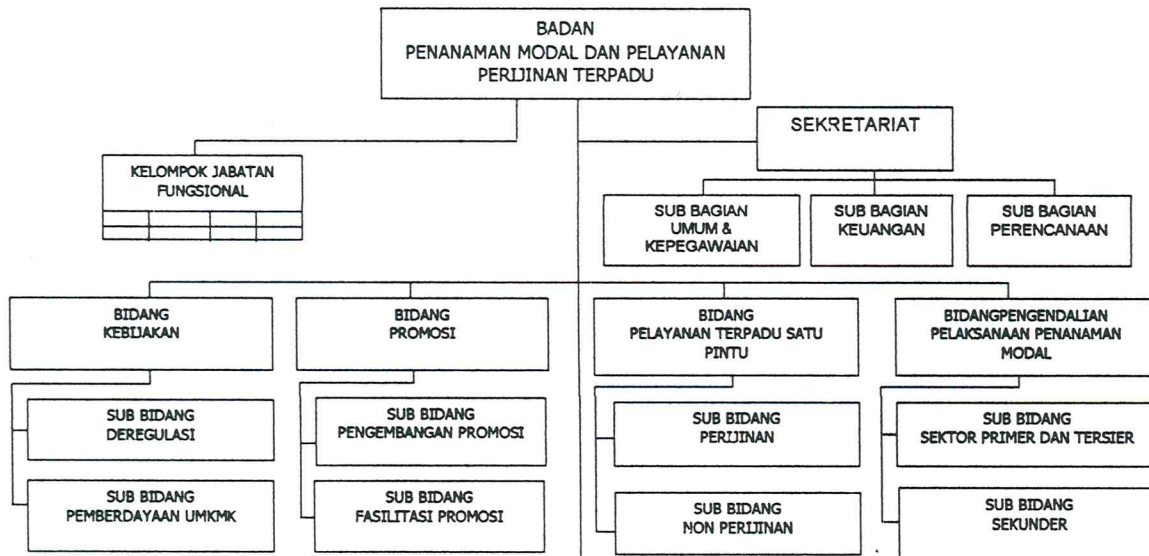 BADAN
PENANAMAN MODAL DAN PELAYANAN
PERIJINAN TERPADU
SEKRETARIAT
KELOMPOK JABATAN
FUNGSIONAL
SUB BAGIAN
UMUM &
KEPEGAWAIAN
SUB BAGIAN
KEUANGAN
SUB BAGIAN
PERENCANAAN
BIDANG
KEBIJAKAN
BIDANG
PROMOSI
BIDANG
PELAYANAN TERPADU SATU
PINTU
BIDANGPENGENDALIAN
PELAKSANAAN PENANAMAN
MODAL
SUB BIDANG
DEREGULASI
SUB BIDANG
PENGEMBANGAN PROMOSI
SUB BIDANG
PERIJINAN
SUB BIDANG
SEKTOR PRIMER DAN TERSIER
SUB BIDANG
PEMBERDAYAAN UMKMK
SUB BIDANG
FASILITASI PROMOSI
SUB BIDANG
NON PERIJINAN
SUB BIDANG
SEKUNDER